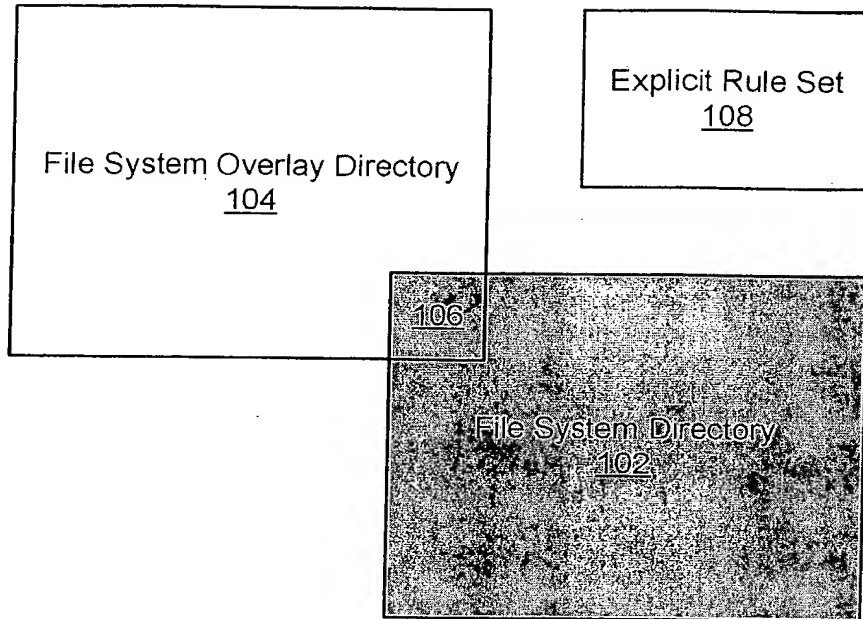 File System Overlay Directory
104
Explicit Rule Set
108
106
File System Directory
102